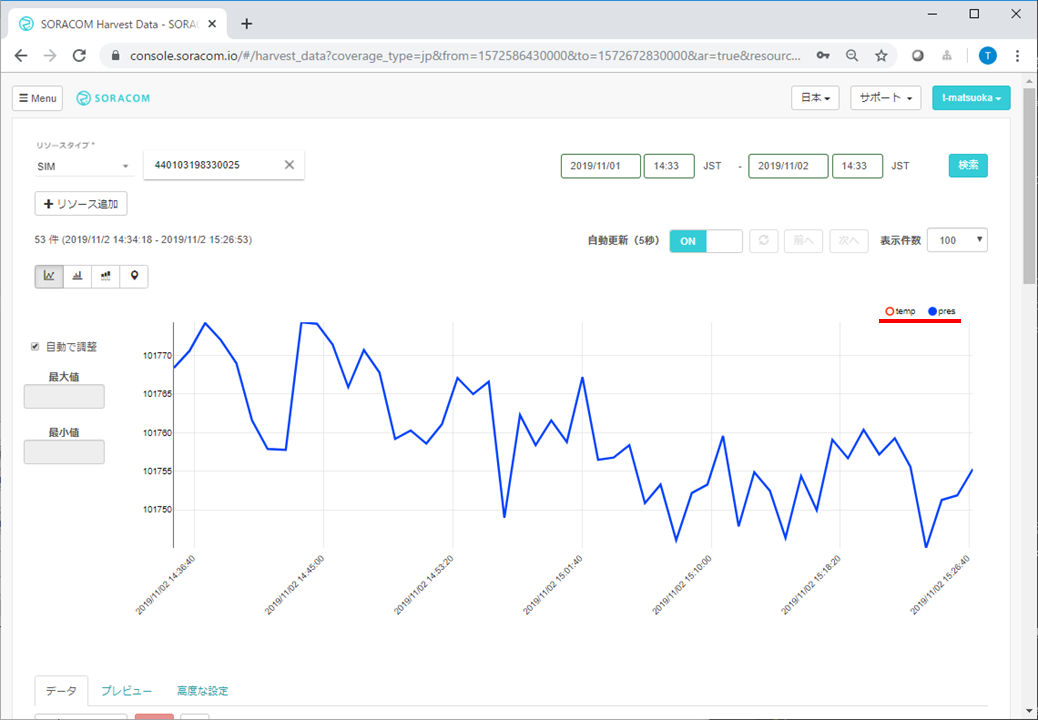 SORACOM Harvest Data - SORAC
console.soracom.io/#/harvest_data?coverage_type=jp&from=1572586430000&to=1572672830000&ar=true&resourc...
T
Menu
SORACOM
日本
サポート
t-matsuoka
リソースタイプ *
SIM
440103198330025
2019/11/01
14:33
JST
-
2019/11/02
14:33
JST
検索
リソース追加
53 件 (2019/11/2 14:34:18 - 2019/11/2 15:26:53)
自動更新（5秒）
ON
前へ
次へ
表示件数
100
temp
pres
自動で調整
最大値
最小値
101770
101765
101760
101755
101750
2019/11/02 14:36:40
2019/11/02 14:45:00
2019/11/02 14:53:20
2019/11/02 15:01:40
2019/11/02 15:10:00
2019/11/02 15:18:20
2019/11/02 15:26:40
データ
プレビュー
高度な設定